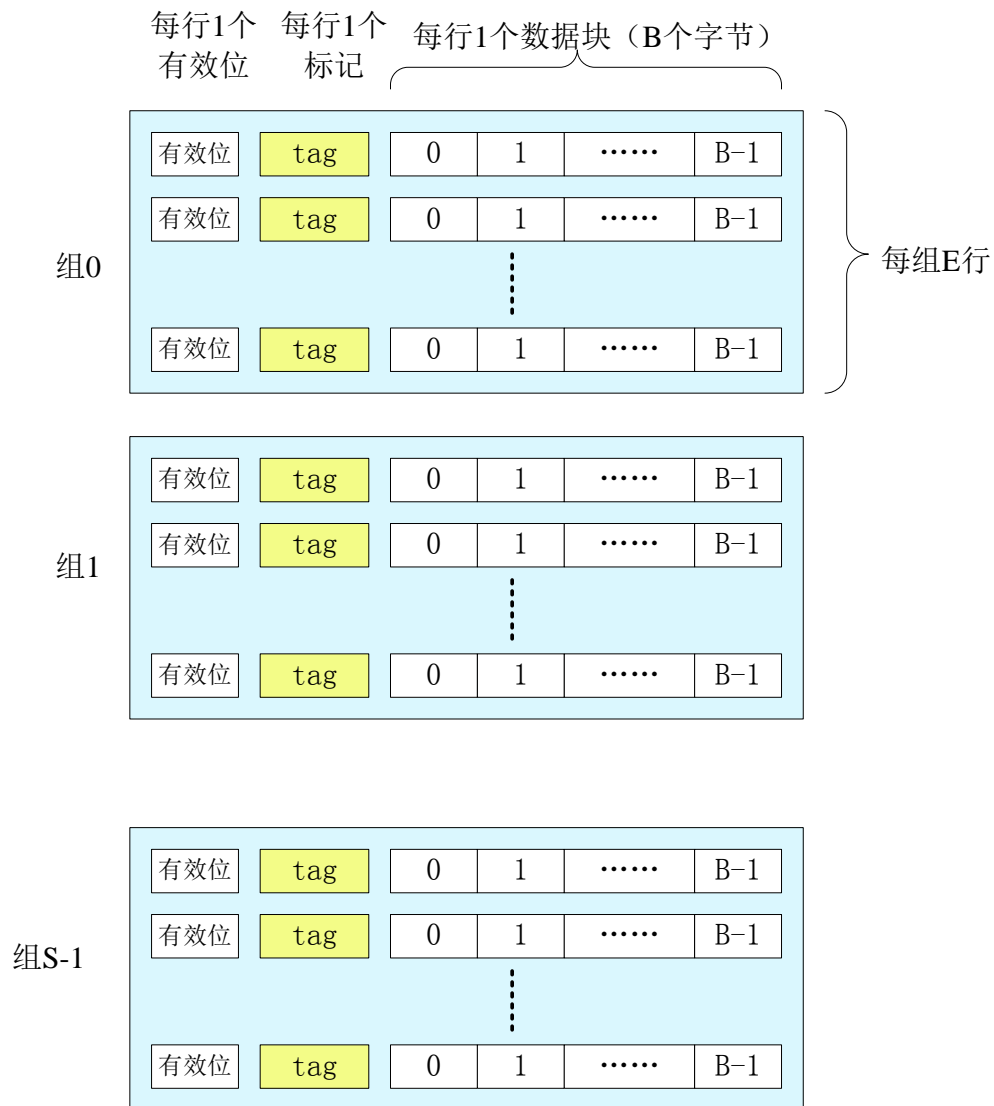 每行1个
有效位
每行1个
标记
每行1个数据块（B个字节）
有效位 tag 0 1 …… B-1
有效位 tag 0 1 …… B-1
组0
每组E行
有效位 tag 0 1 …… B-1
有效位 tag 0 1 …… B-1
有效位 tag 0 1 …… B-1
组1
有效位 tag 0 1 …… B-1
有效位 tag 0 1 …… B-1
有效位 tag 0 1 …… B-1
组S-1
有效位 tag 0 1 …… B-1